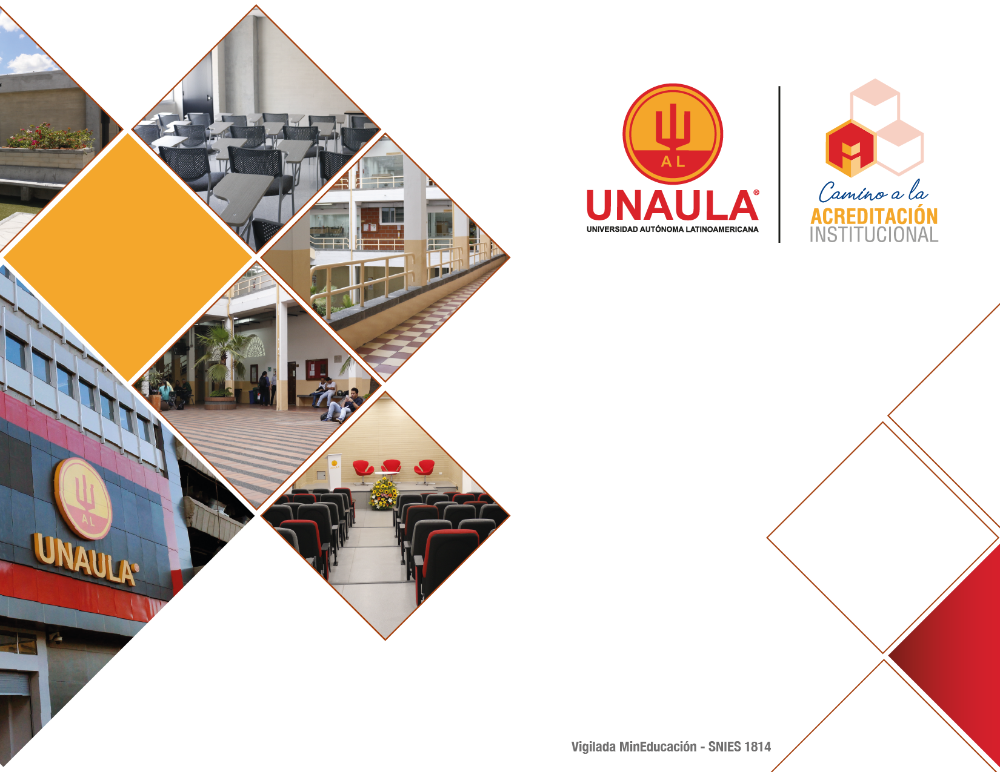 AL
UNAULA®
UNIVERSIDAD AUTÓNOMA LATINOAMERICANA
Camino a la
ACREDITACIÓN
INSTITUCIONAL
AL
UNAULA®
Vigilada MinEducación - SNIES 1814